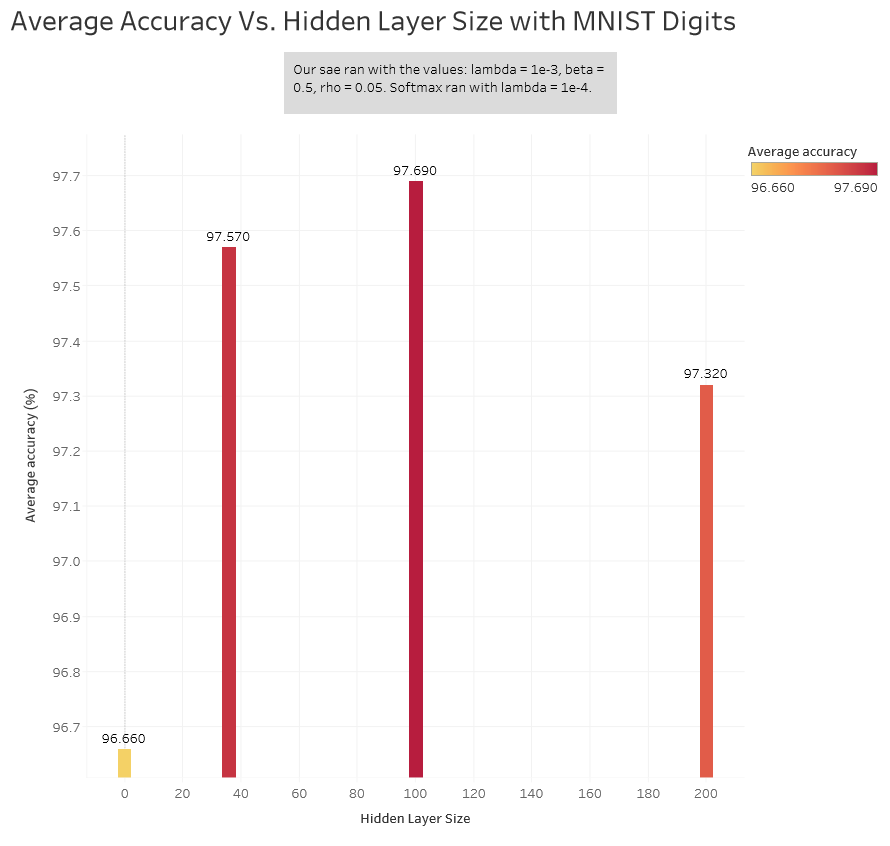 Average Accuracy Vs. Hidden Layer Size with MNIST Digits
Our sae ran with the values: lambda = 1e-3, beta =
0.5, rho = 0.05. Softmax ran with lambda = 1e-4.
Average accuracy
96.660 97.690
97.690
97.7
97.6
97.570
97.5
97.4
97.320
97.3
97.2
97.1
97.0
96.9
96.8
96.7
96.660
Average accuracy (%)
0 20 40 60 80 100 120 140 160 180 200
Hidden Layer Size